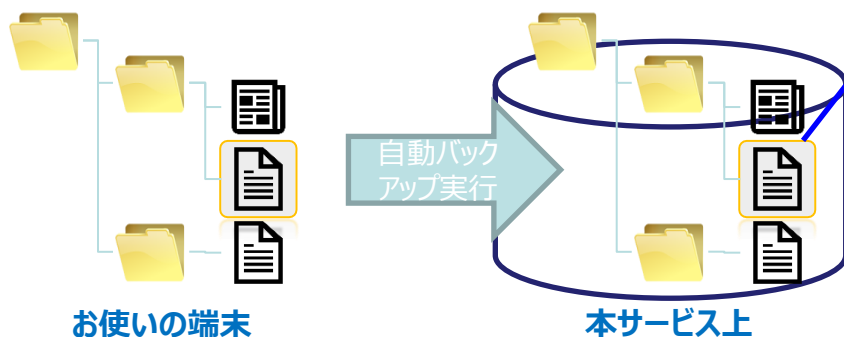 自動バック
アップ実行
お使いの端末
本サービス上